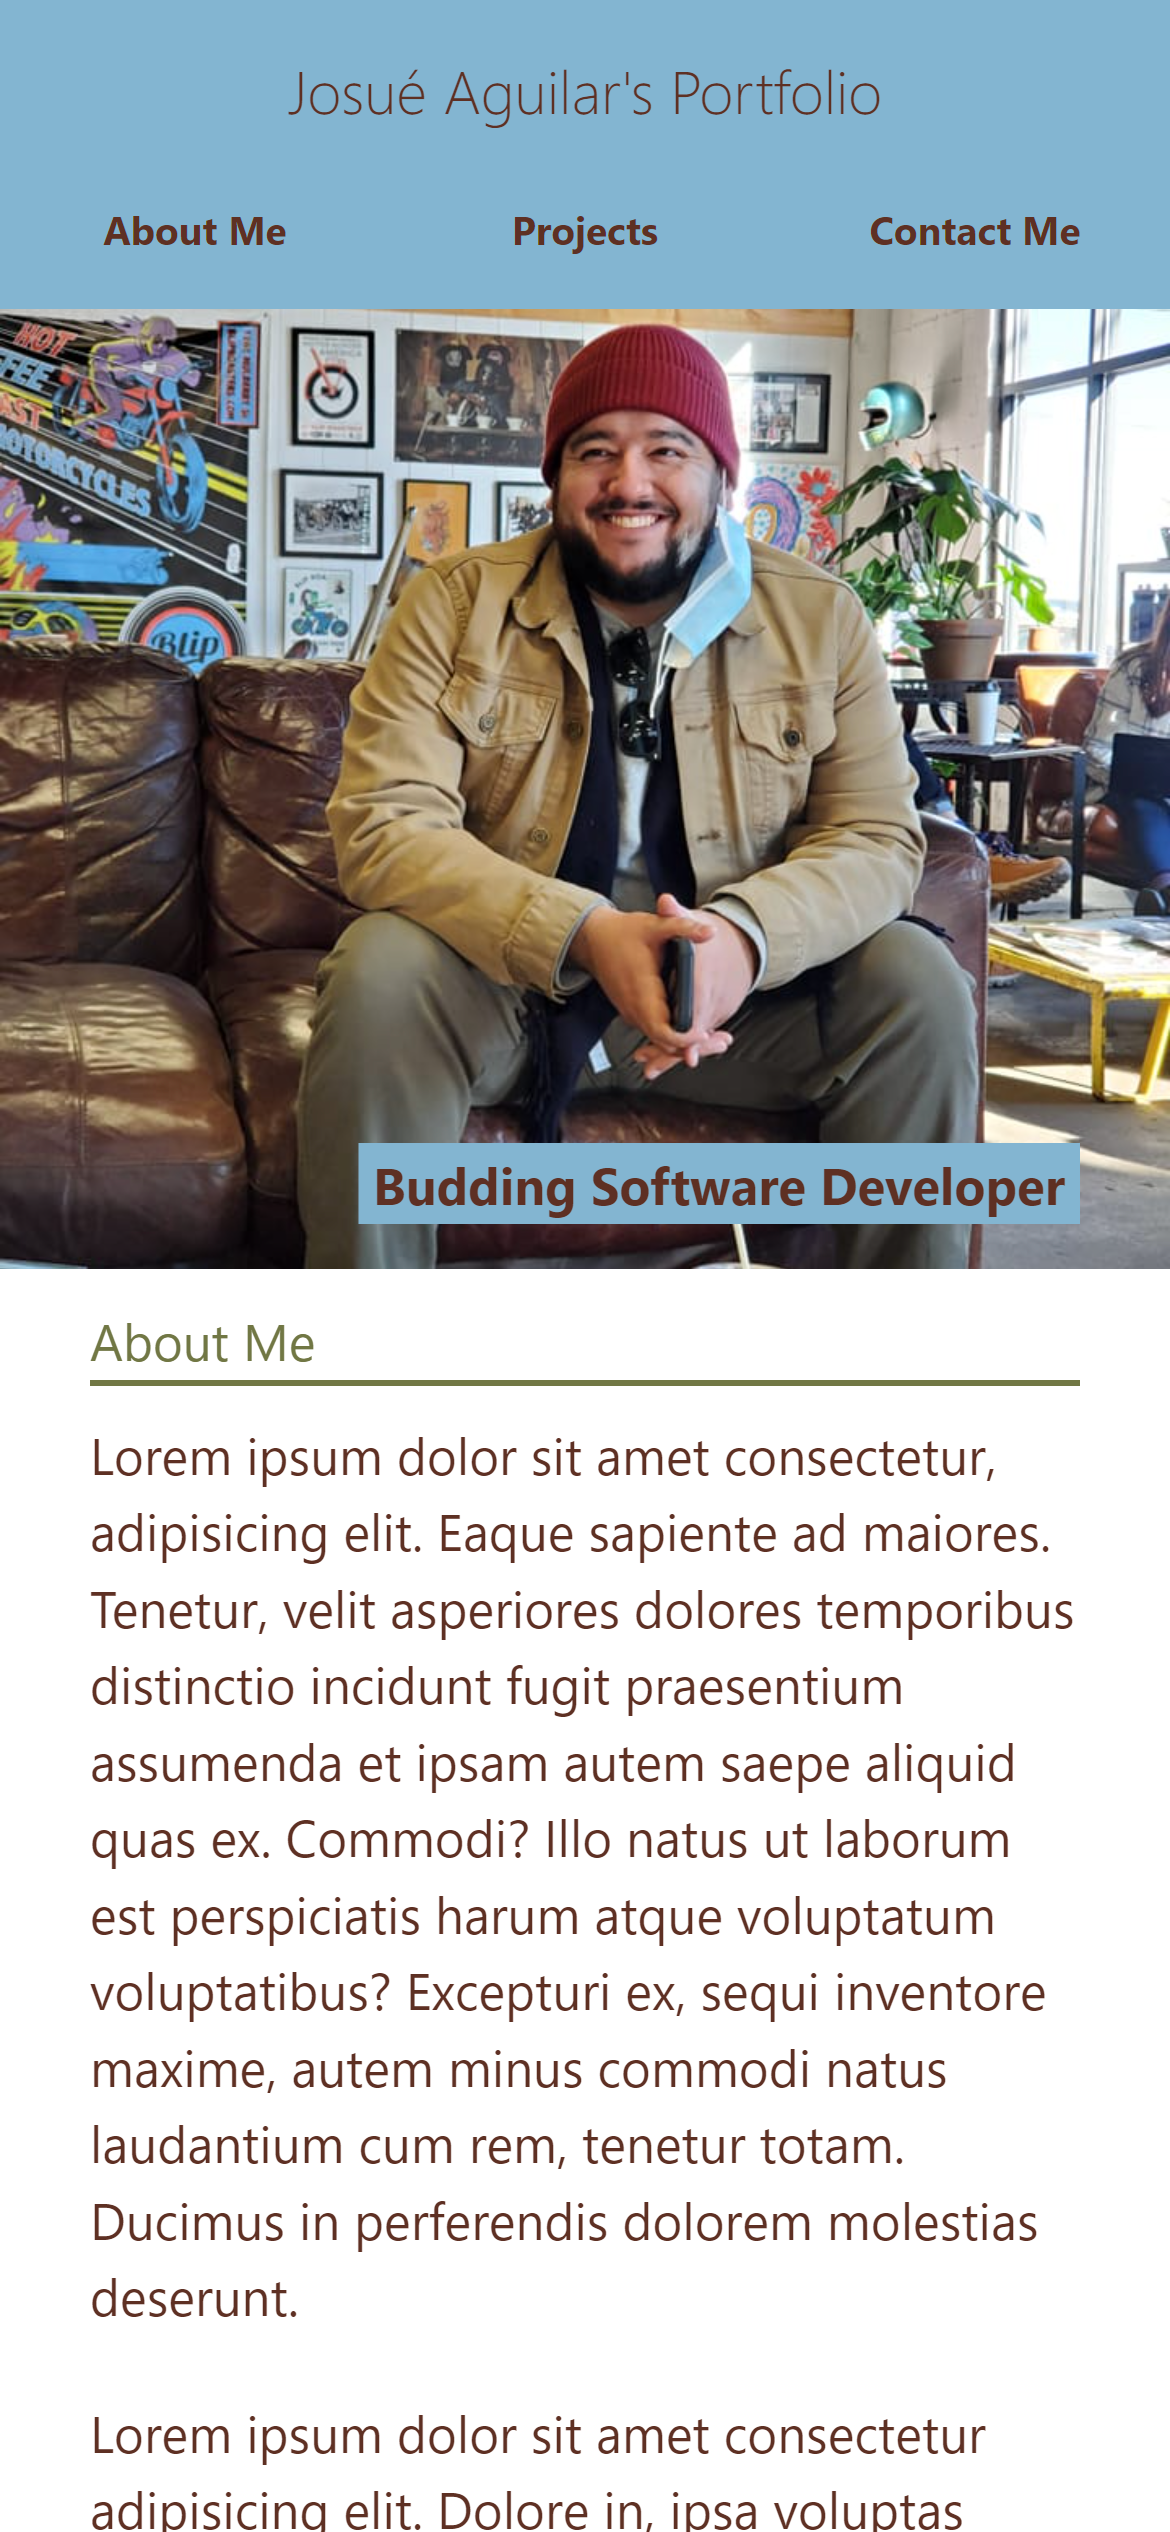 Josué Aguilar's Portfolio
About Me
Projects
Contact Me
HOT
FEE
AST
MOTORCYCLES
Blip
Budding Software Developer
About Me
Lorem ipsum dolor sit amet consectetur,
adipisicing elit. Eaque sapiente ad maiores.
Tenetur, velit asperiores dolores temporibus
distinctio incidunt fugit praesentium
assumenda et ipsam autem saepe aliquid
quas ex. Commodi? Illo natus ut laborum
est perspiciatis harum atque voluptatum
voluptatibus? Excepturi ex, sequi inventore
maxime, autem minus commodi natus
laudantium cum rem, tenetur totam.
Ducimus in perferendis dolorem molestias
deserunt.
Lorem ipsum dolor sit amet consectetur
adipisicing elit. Dolore in, ipsa voluptas